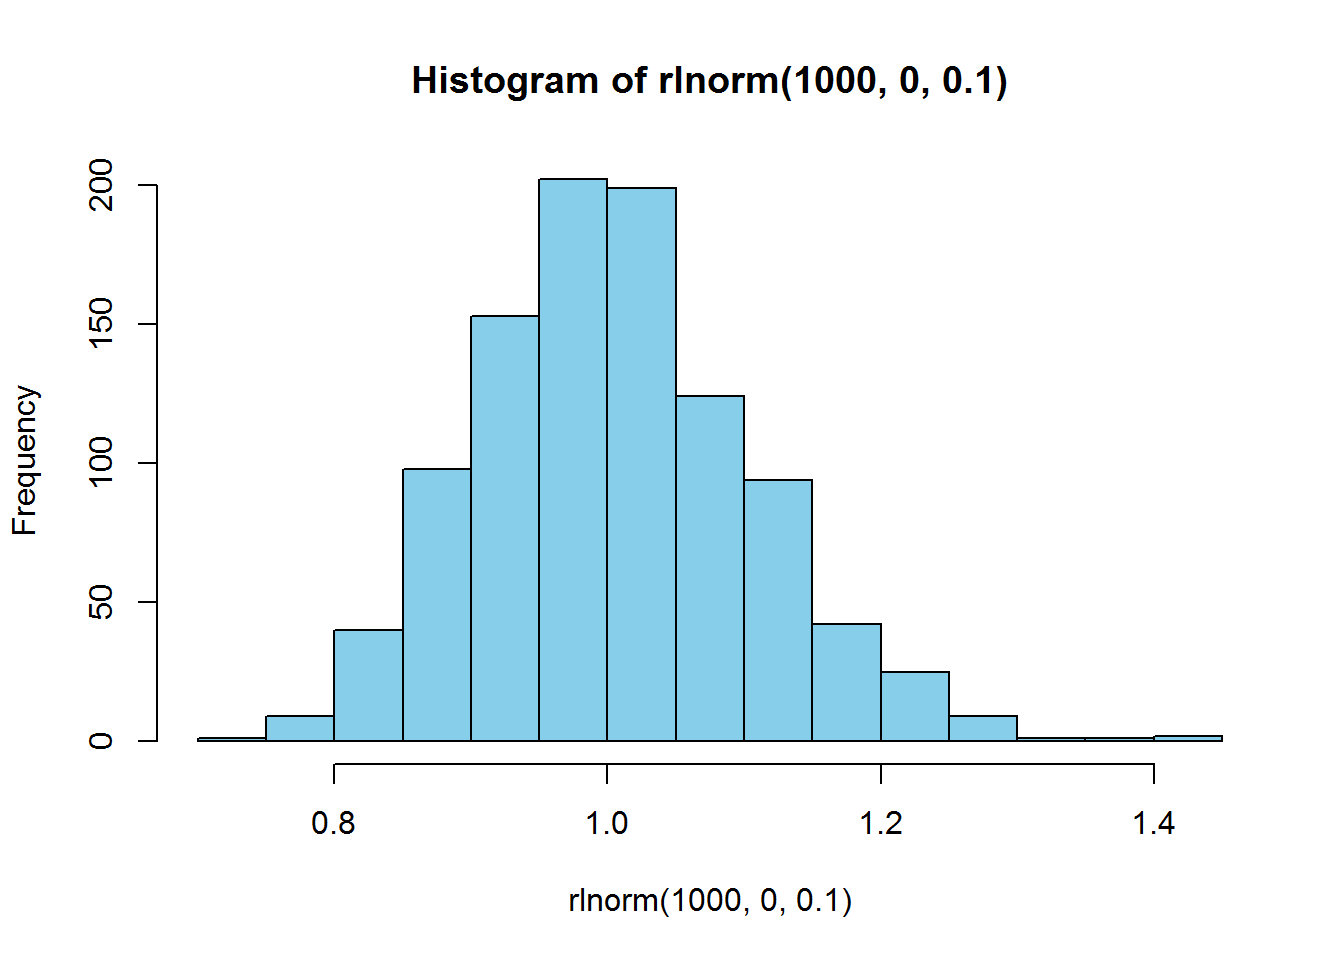 Histogram of rlnorm(1000, 0, 0.1)
200
150
100
50
0
Frequency
0.8 1.0 1.2 1.4
rlnorm(1000, 0, 0.1)